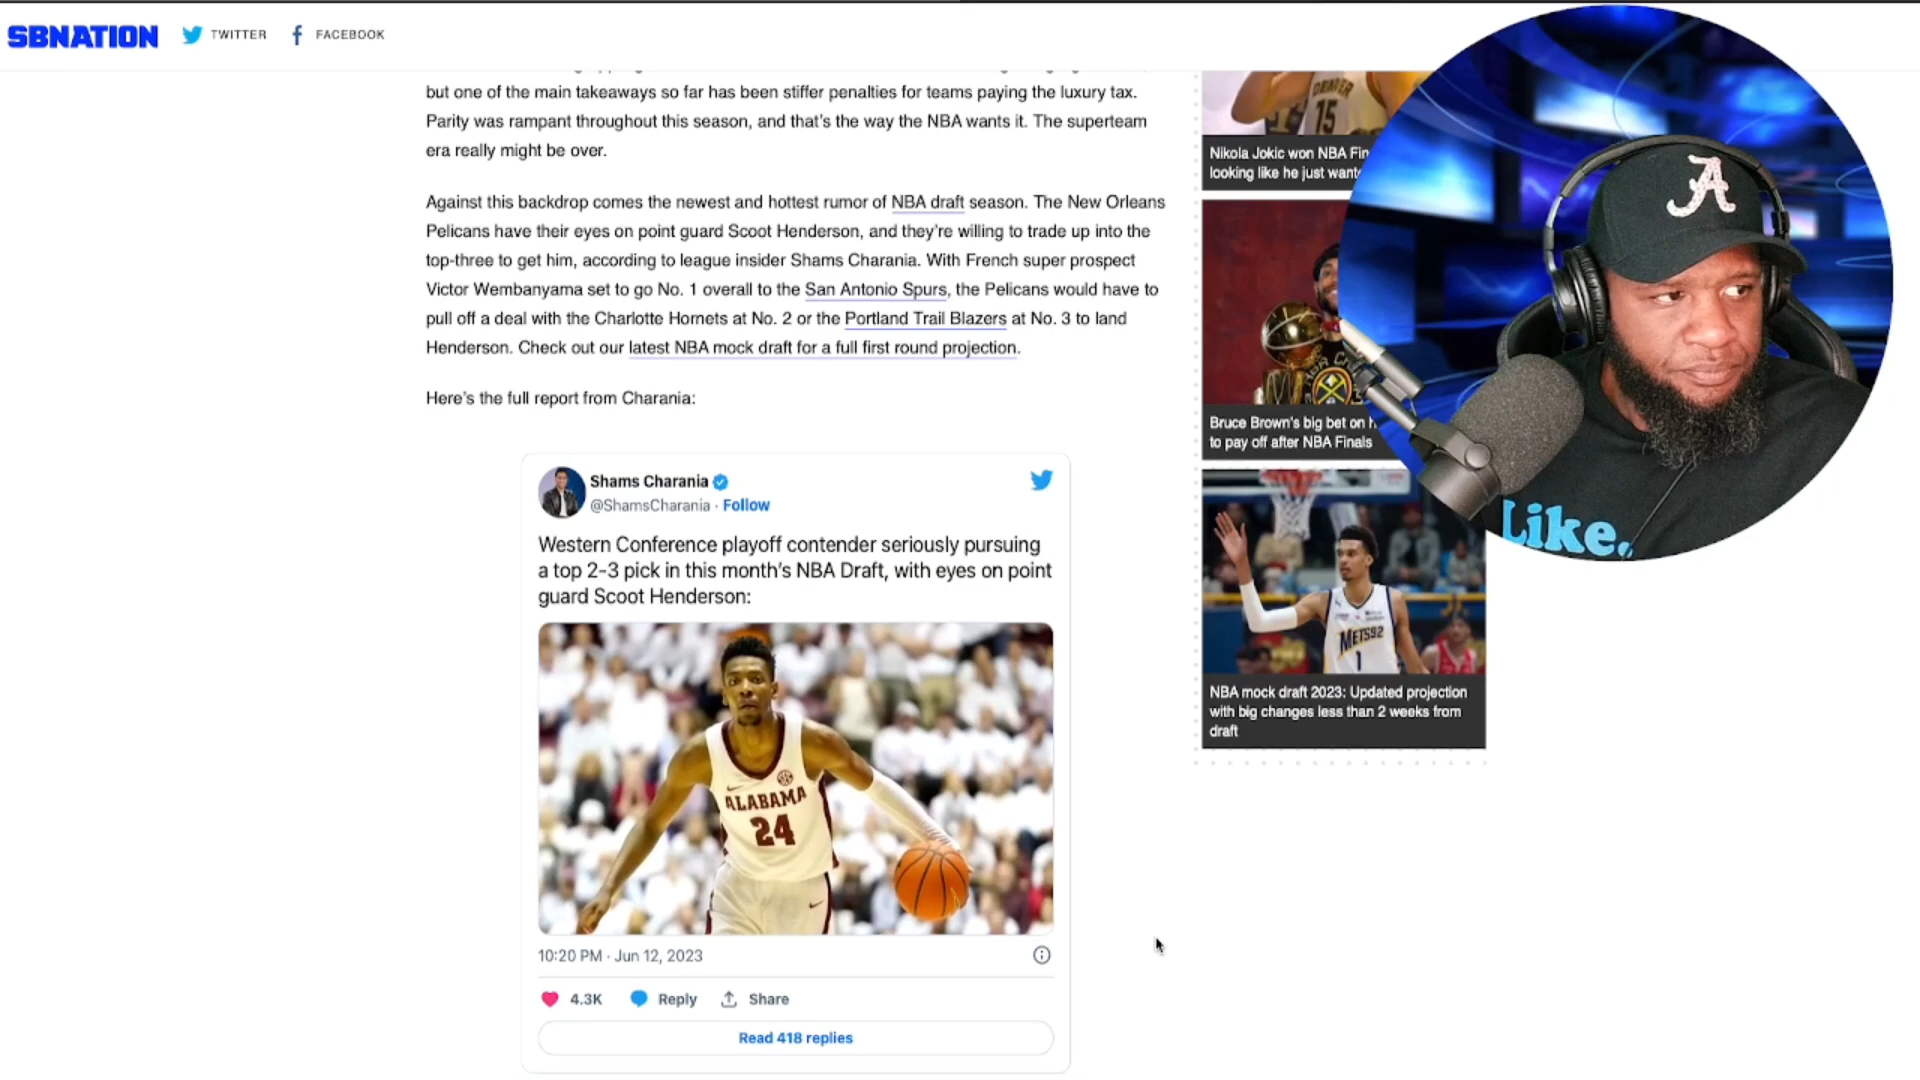 SBNATION
TWITTER
FACEBOOK
but one of the main takeaways so far has been stiffer penalties for teams paying the luxury tax.
Parity was rampant throughout this season, and that's the way the NBA wants it. The superteam
era really might be over.
Against this backdrop comes the newest and hottest rumor of NBA draft season. The New Orleans
Pelicans have their eyes on point guard Scoot Henderson, and they're willing to trade up into the
top-three to get him, according to league insider Shams Charania. With French super prospect
Victor Wembanyama set to go No. 1 overall to the San Antonio Spurs, the Pelicans would have to
pull off a deal with the Charlotte Hornets at No. 2 or the Portland Trail Blazers at No. 3 to land
Henderson. Check out our latest NBA mock draft for a full first round projection.
Here's the full report from Charania:
Shams Charania
@ShamsCharania · Follow
Western Conference playoff contender seriously pursuing
a top 2-3 pick in this month's NBA Draft, with eyes on point
guard Scoot Henderson:
ALABAMA
24
10:20 PM · Jun 12, 2023
4.3K
Reply
Share
Read 418 replies
15
Nikola Jokic won NBA
looking like he just
Bruce Brown's big bet on
to pay off after NBA Finals
METS92
1
NBA mock draft 2023: Updated projection
with big changes less than 2 weeks from
draft
A
Like.